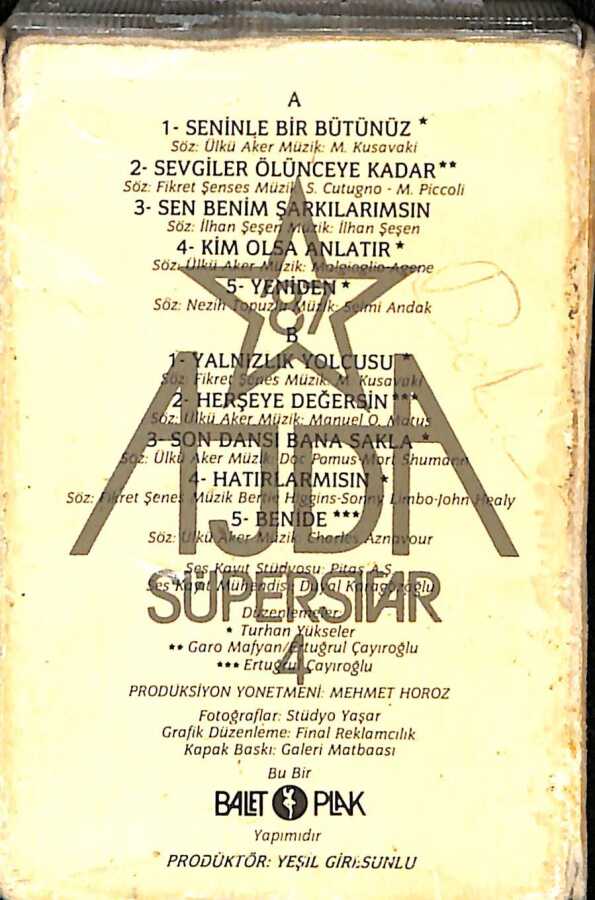 A
1- SENİNLE BİR BÜTÜNÜZ *
Söz: Ülkü Aker Müzik: M. Kusavaki
2- SEVGİLER ÖLÜNCEYE KADAR **
Söz: Fikret Şenses Müzik S. Cutugno - M. Piccoli
3- SEN BENİM ŞARKILARIMSIN
Söz: İlhan Şeşen Müzik: İlhan Şeşen
4- KİM OLSA ANLATIR *
Söz: Ülkü Aker Müzik: Malgioglio-Agene
5- YENİDEN *
Söz: Nezih Topuzlu Müzik: Selmi Andak
'87
B
1- YALNIZLIK YOLCUSU *
Söz: Fikret Şenes Müzik: M. Kusavaki
2- HERŞEYE DEĞERSİN ***
Söz: Ülkü Aker Müzik: Manuel O. Matus
3- SON DANSI BANA SAKLA *
Söz: Ülkü Aker Müzik: Doc Pomus-Mort Shumann
4- HATIRLARMISIN *
Söz: Fikret Şenes Müzik Bertie Higgins-Sonny Limbo-John Healy
5- BENİDE ***
Söz: Ülkü Aker Müzik: Charles Aznavour
AJDA
Ses Kayıt Stüdyosu: Pitaş A.Ş.
Ses Kayıt Mühendisi: Duyal Karagözoğlu
SÜPERSTAR
4
Düzenlemeler:
* Turhan Yükseler
** Garo Mafyan/Ertuğrul Çayıroğlu
*** Ertuğrul Çayıroğlu
PRODÜKSİYON YÖNETMENİ: MEHMET HOROZ
Fotoğraflar: Stüdyo Yaşar
Grafik Düzenleme: Final Reklamcılık
Kapak Baskı: Galeri Matbaası
Bu Bir
BALET PLAK
Yapımıdır
PRODÜKTÖR: YEŞİL GİRESUNLU